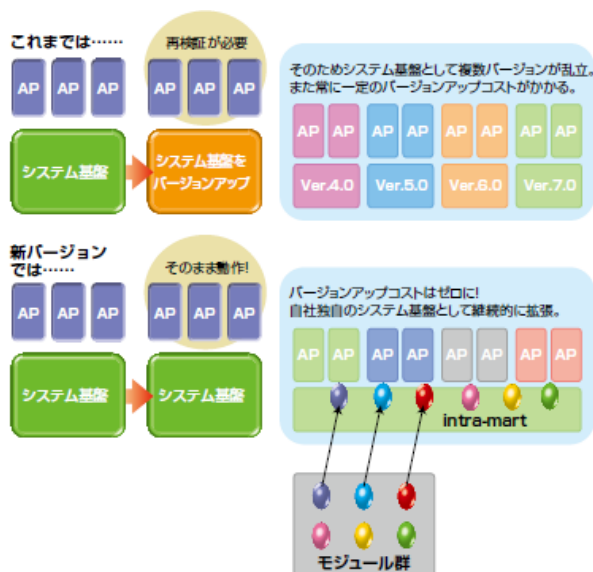 これまでは……
再検証が必要
AP AP AP
AP AP AP
システム基盤
システム基盤を
バージョンアップ
そのためシステム基盤として複数バージョンが乱立。
また常に一定のバージョンアップコストがかかる。
AP AP AP AP AP AP AP AP
Ver.4.0 Ver.5.0 Ver.6.0 Ver.7.0
新バージョン
では……
そのまま動作!
AP AP AP
AP AP AP
システム基盤
システム基盤
バージョンアップコストはゼロに!
自社独自のシステム基盤として継続的に拡張。
AP AP AP AP AP AP AP AP
intra-mart
モジュール群